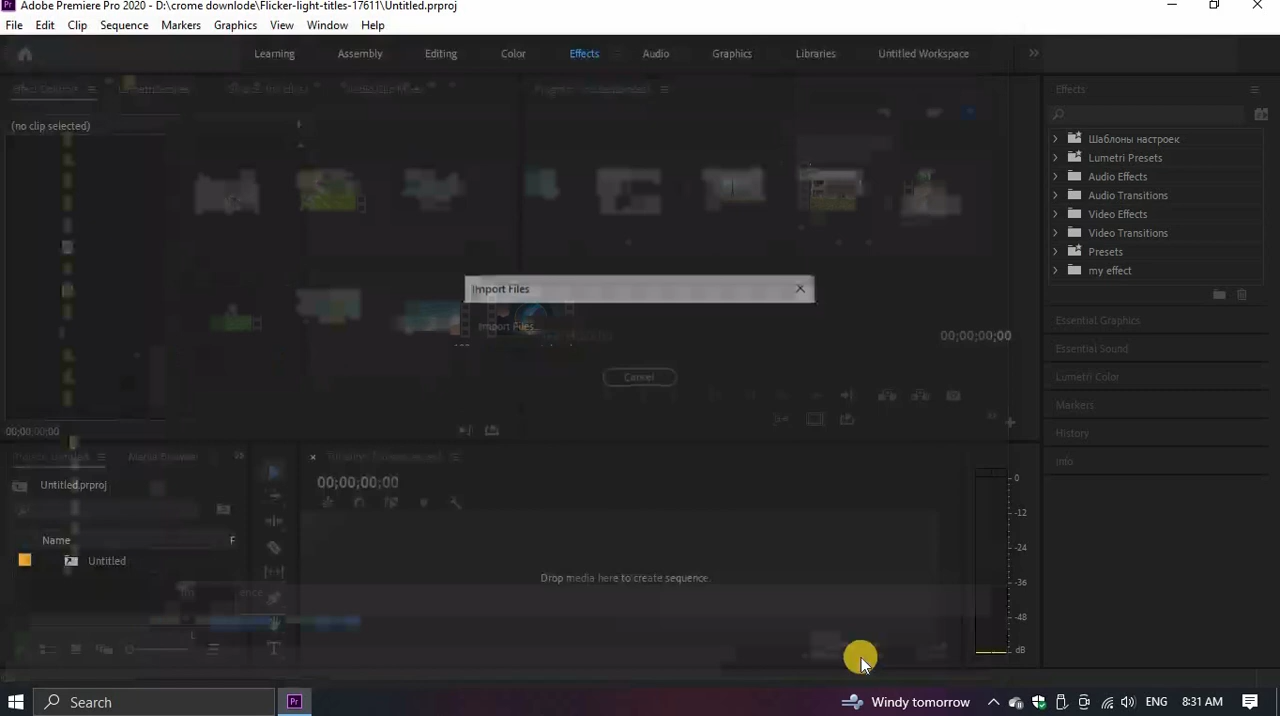 Adobe Premiere Pro 2020 - D:\crome downlode\Flicker-light-titles-17611\Untitled.prproj
File Edit Clip Sequence Markers Graphics View Window Help
Learning Assembly Editing Color Effects Audio Graphics Libraries Untitled Workspace
Effects
(no clip selected)
Шаблоны настроек
Lumetri Presets
Audio Effects
Audio Transitions
Video Effects
Video Transitions
Presets
my effect
Import Files
Import Files...
Cancel
00;00;00;00
Essential Graphics
Essential Sound
Lumetri Color
Markers
History
Info
00;00;00;00
Untitled.prproj
00;00;00;00
Name F
Untitled
Drop media here to create sequence.
0
-12
-24
-36
-48
dB
Search
Windy tomorrow ENG 8:31 AM